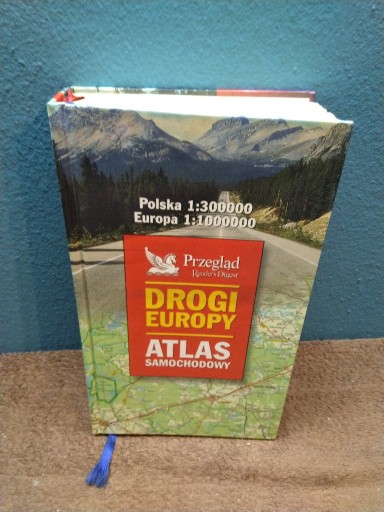 Polska 1:300000
Europa 1:1000000
Przegląd
Reader's Digest
DROGI
EUROPY
ATLAS
SAMOCHODOWY